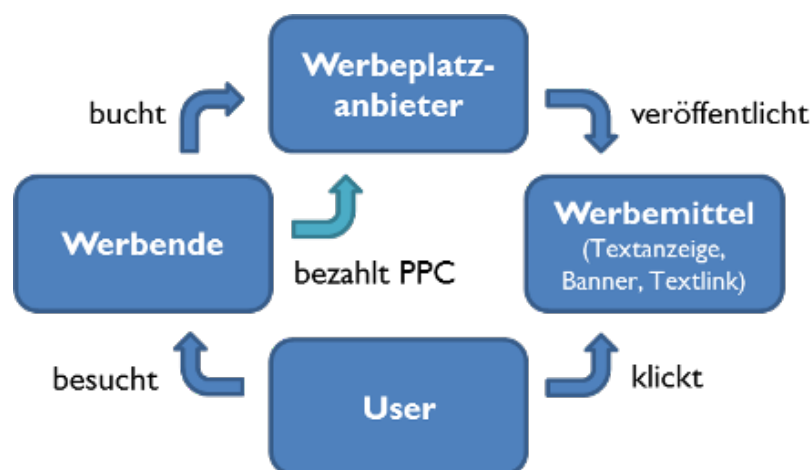 Werbeplatz-
anbieter
bucht
veröffentlicht
Werbende
Werbemittel
(Textanzeige,
Banner, Textlink)
bezahlt PPC
besucht
User
klickt